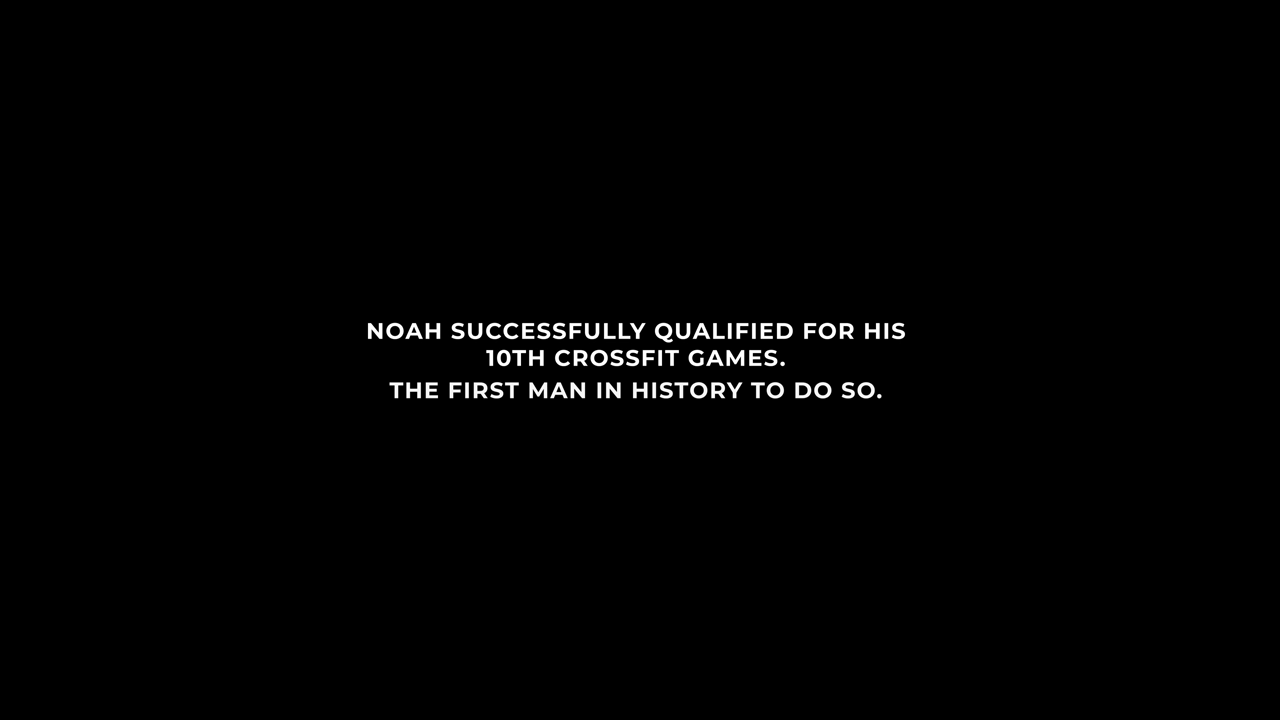 NOAH SUCCESSFULLY QUALIFIED FOR HIS
10TH CROSSFIT GAMES.
THE FIRST MAN IN HISTORY TO DO SO.